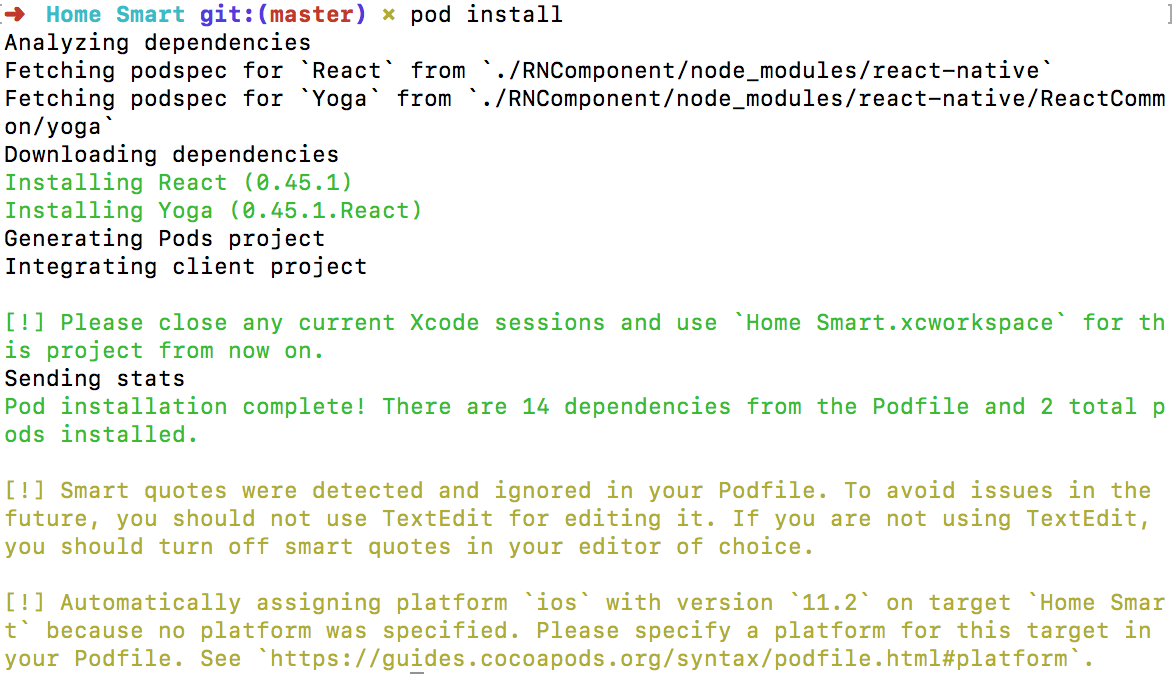 ➜ Home Smart git:(master) × pod install
Analyzing dependencies
Fetching podspec for `React` from `./RNComponent/node_modules/react-native`
Fetching podspec for `Yoga` from `./RNComponent/node_modules/react-native/ReactComm
on/yoga`
Downloading dependencies
Installing React (0.45.1)
Installing Yoga (0.45.1.React)
Generating Pods project
Integrating client project
[!] Please close any current Xcode sessions and use `Home Smart.xcworkspace` for th
is project from now on.
Sending stats
Pod installation complete! There are 14 dependencies from the Podfile and 2 total p
ods installed.
[!] Smart quotes were detected and ignored in your Podfile. To avoid issues in the
future, you should not use TextEdit for editing it. If you are not using TextEdit,
you should turn off smart quotes in your editor of choice.
[!] Automatically assigning platform `ios` with version `11.2` on target `Home Smar
t` because no platform was specified. Please specify a platform for this target in
your Podfile. See `https://guides.cocoapods.org/syntax/podfile.html#platform`.